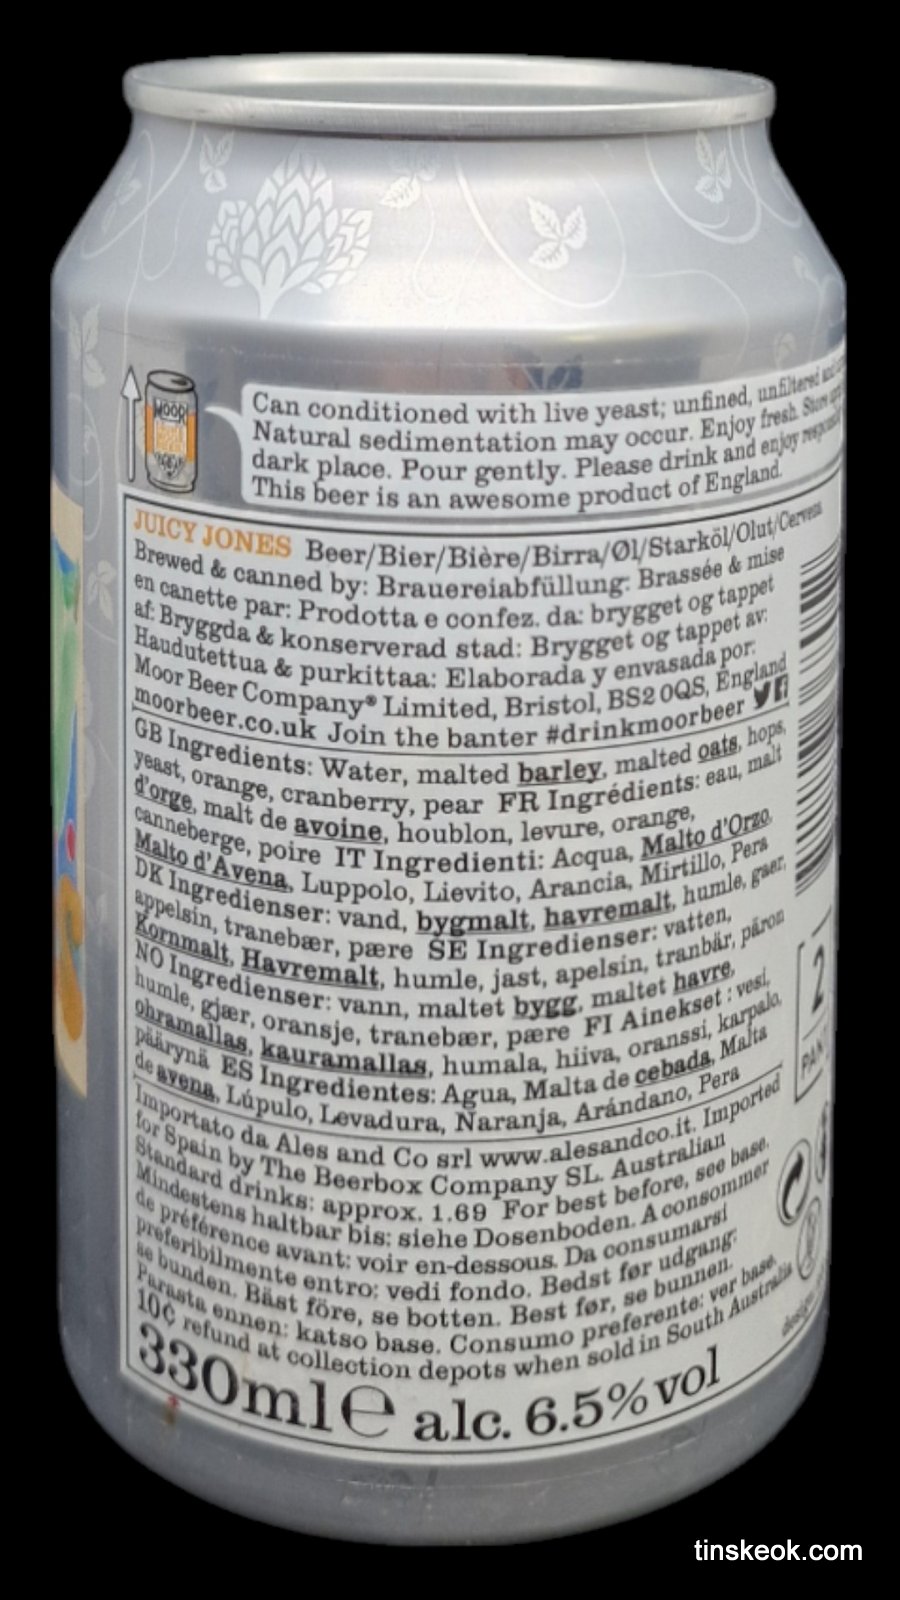 MOOR
Can conditioned with live yeast; unfined, unfiltered and
Natural sedimentation may occur. Enjoy fresh. Store
dark place. Pour gently. Please drink and enjoy
This beer is an awesome product of England.
JUICY JONES Beer/Bier/Bière/Birra/Øl/Starköl/Olut/Cerveza
Brewed & canned by: Brauereiabfüllung: Brassée & mise
en canette par: Prodotta e confez. da: brygget og tappet
af: Bryggda & konserverad stad: Brygget og tappet av:
Haudutettua & purkittaa: Elaborada y envasada por:
Moor Beer Company® Limited, Bristol, BS2 0QS, England
moorbeer.co.uk Join the banter #drinkmoorbeer
GB Ingredients: Water, malted barley, malted oats, hops,
yeast, orange, cranberry, pear FR Ingrédients: eau, malt
d'orge, malt de avoine, houblon, levure, orange,
canneberge, poire IT Ingredienti: Acqua, Malto d'Orzo,
Malto d'Avena, Luppolo, Lievito, Arancia, Mirtillo, Pera
DK Ingredienser: vand, bygmalt, havremalt, humle, gær,
appelsin, tranebær, pære SE Ingredienser: vatten,
Kornmalt, Havremalt, humle, jast, apelsin, tranbär, päron
NO Ingredienser: vann, maltet bygg, maltet havre,
humle, gjær, oransje, tranebær, pære FI Ainekset : vesi,
ohramallas, kauramallas, humala, hiiva, oranssi, karpalo,
päärynä ES Ingredientes: Agua, Malta de cebada, Malta
de avena, Lúpulo, Levadura, Naranja, Arándano, Pera
Importato da Ales and Co srl www.alesandco.it. Imported
for Spain by The Beerbox Company SL. Australian
Standard drinks: approx. 1.69 For best before, see base.
Mindestens haltbar bis: siehe Dosenboden. A consommer
de préférence avant: voir en-dessous. Da consumarsi
preferibilmente entro: vedi fondo. Bedst før udgang:
se bunden. Bäst före, se botten. Best før, se bunnen.
Parasta ennen: katso base. Consumo preferente: ver base.
10¢ refund at collection depots when sold in South Australia
330ml e alc. 6.5% vol
2
tinskeok.com